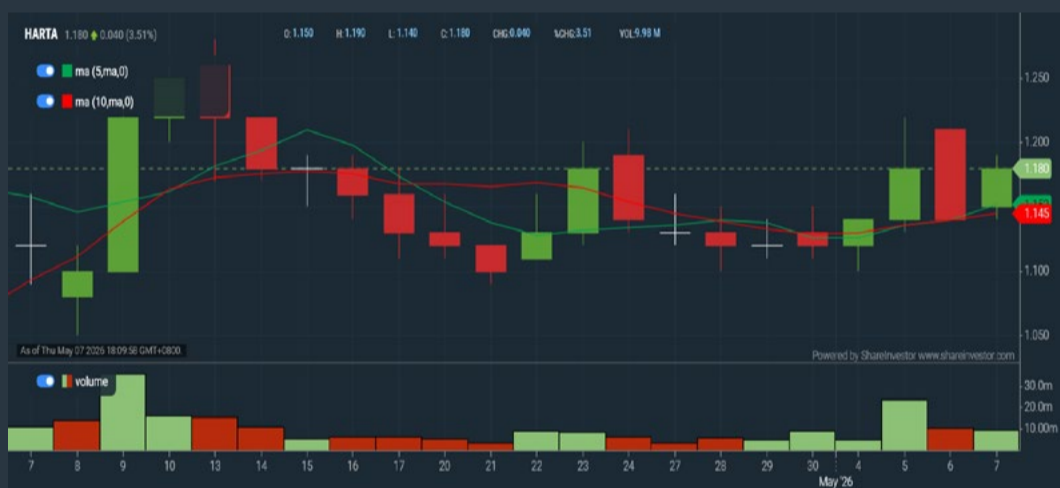 HARTA 1.180 0.040 (3.51%) O: 1.150 H: 1.190 L: 1.140 C: 1.180 CHG:0.040 %CHG:3.51 VOL:9.98 M
ma (5,ma,0)
ma (10,ma,0)
1.250
1.200
1.180
1.145
1.100
1.050
As of Thu May 07 2026 18:09:58 GMT+0800
Powered by ShareInvestor www.shareinvestor.com
volume
30.0m
20.0m
10.00m
7 8 9 10 13 14 15 16 17 20 21 22 23 24 27 28 29 30 4 5 6 7
May '26